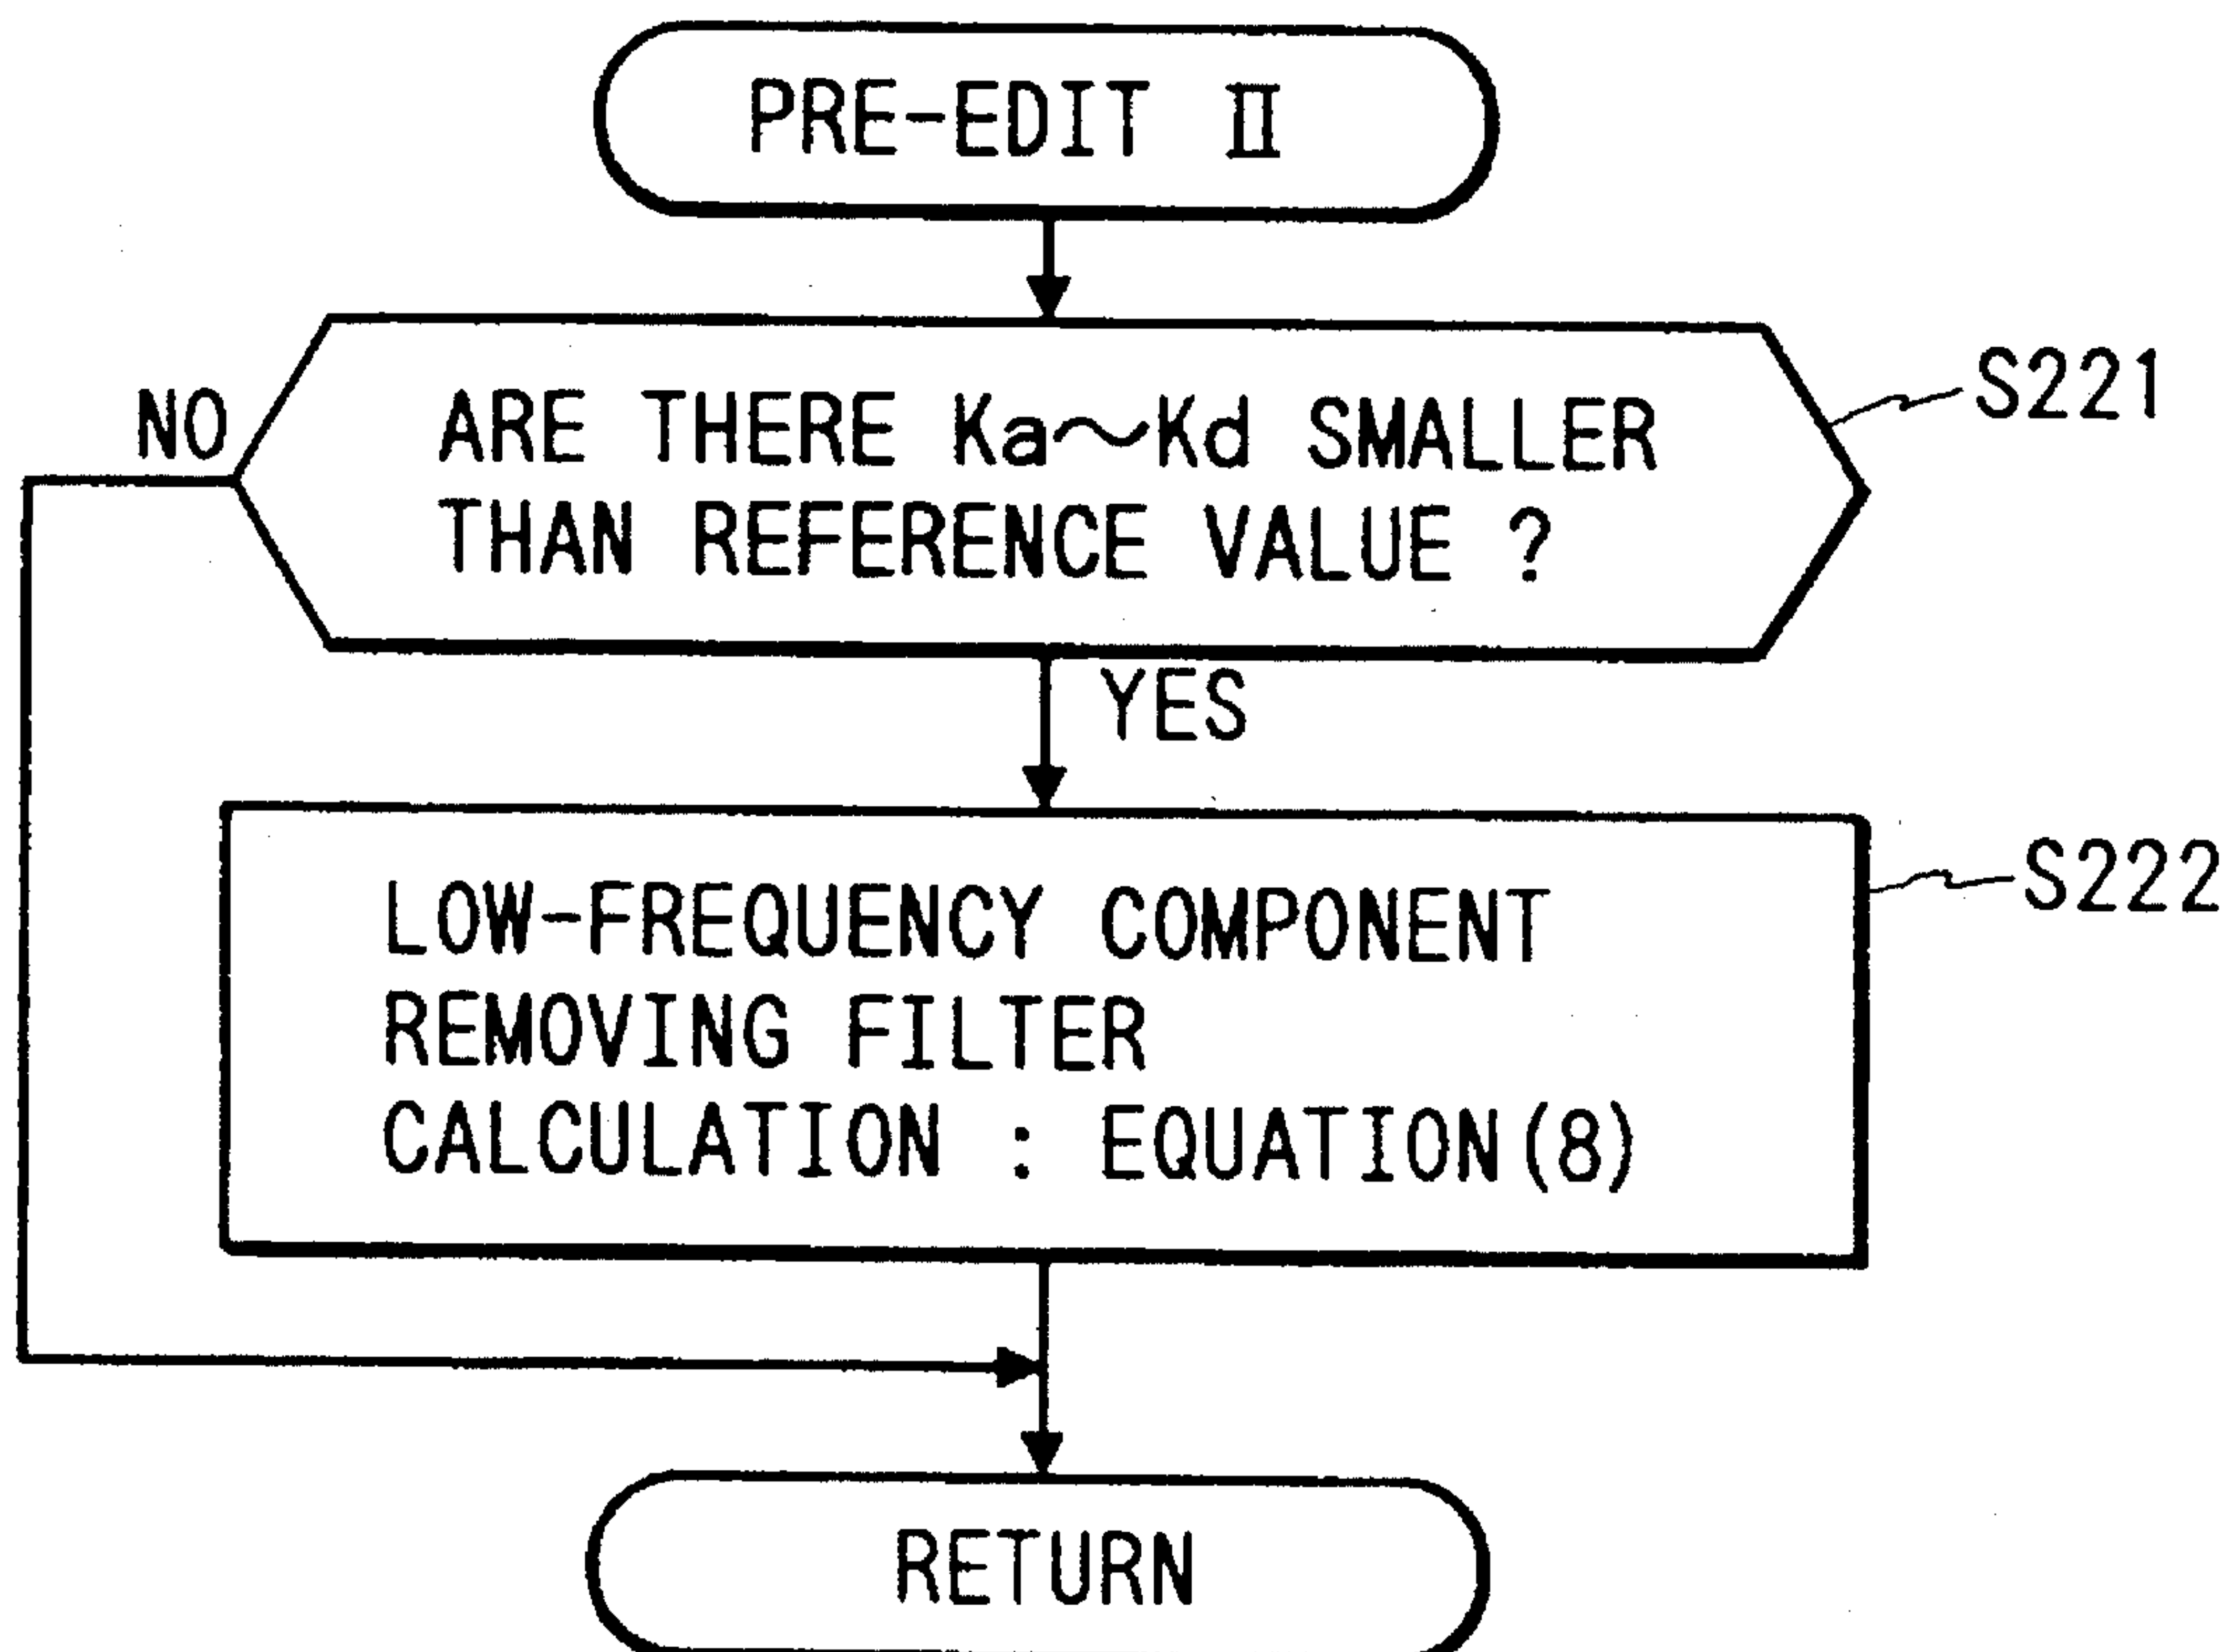 PRE-EDIT II
NO
ARE THERE Ka~Kd SMALLER
THAN REFERENCE VALUE ?
S221
YES
LOW-FREQUENCY COMPONENT
REMOVING FILTER
CALCULATION : EQUATION(8)
S222
RETURN